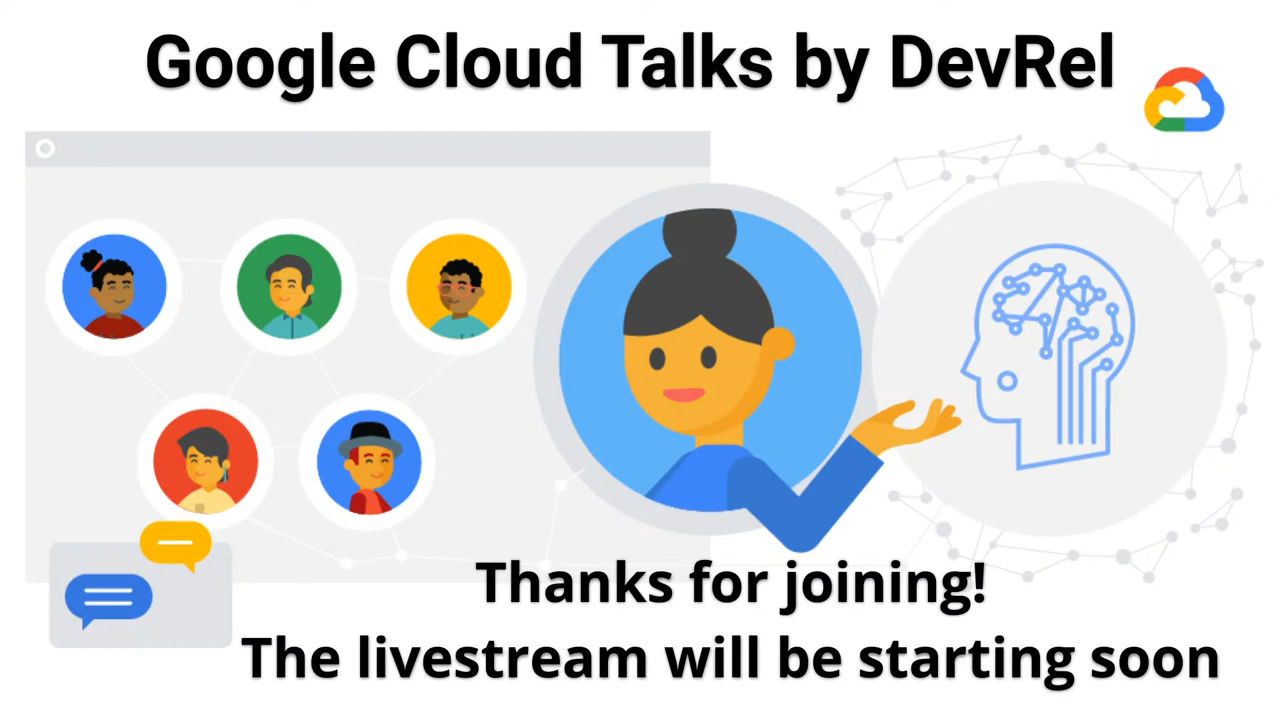 Google Cloud Talks by DevRel
Thanks for joining!
The livestream will be starting soon